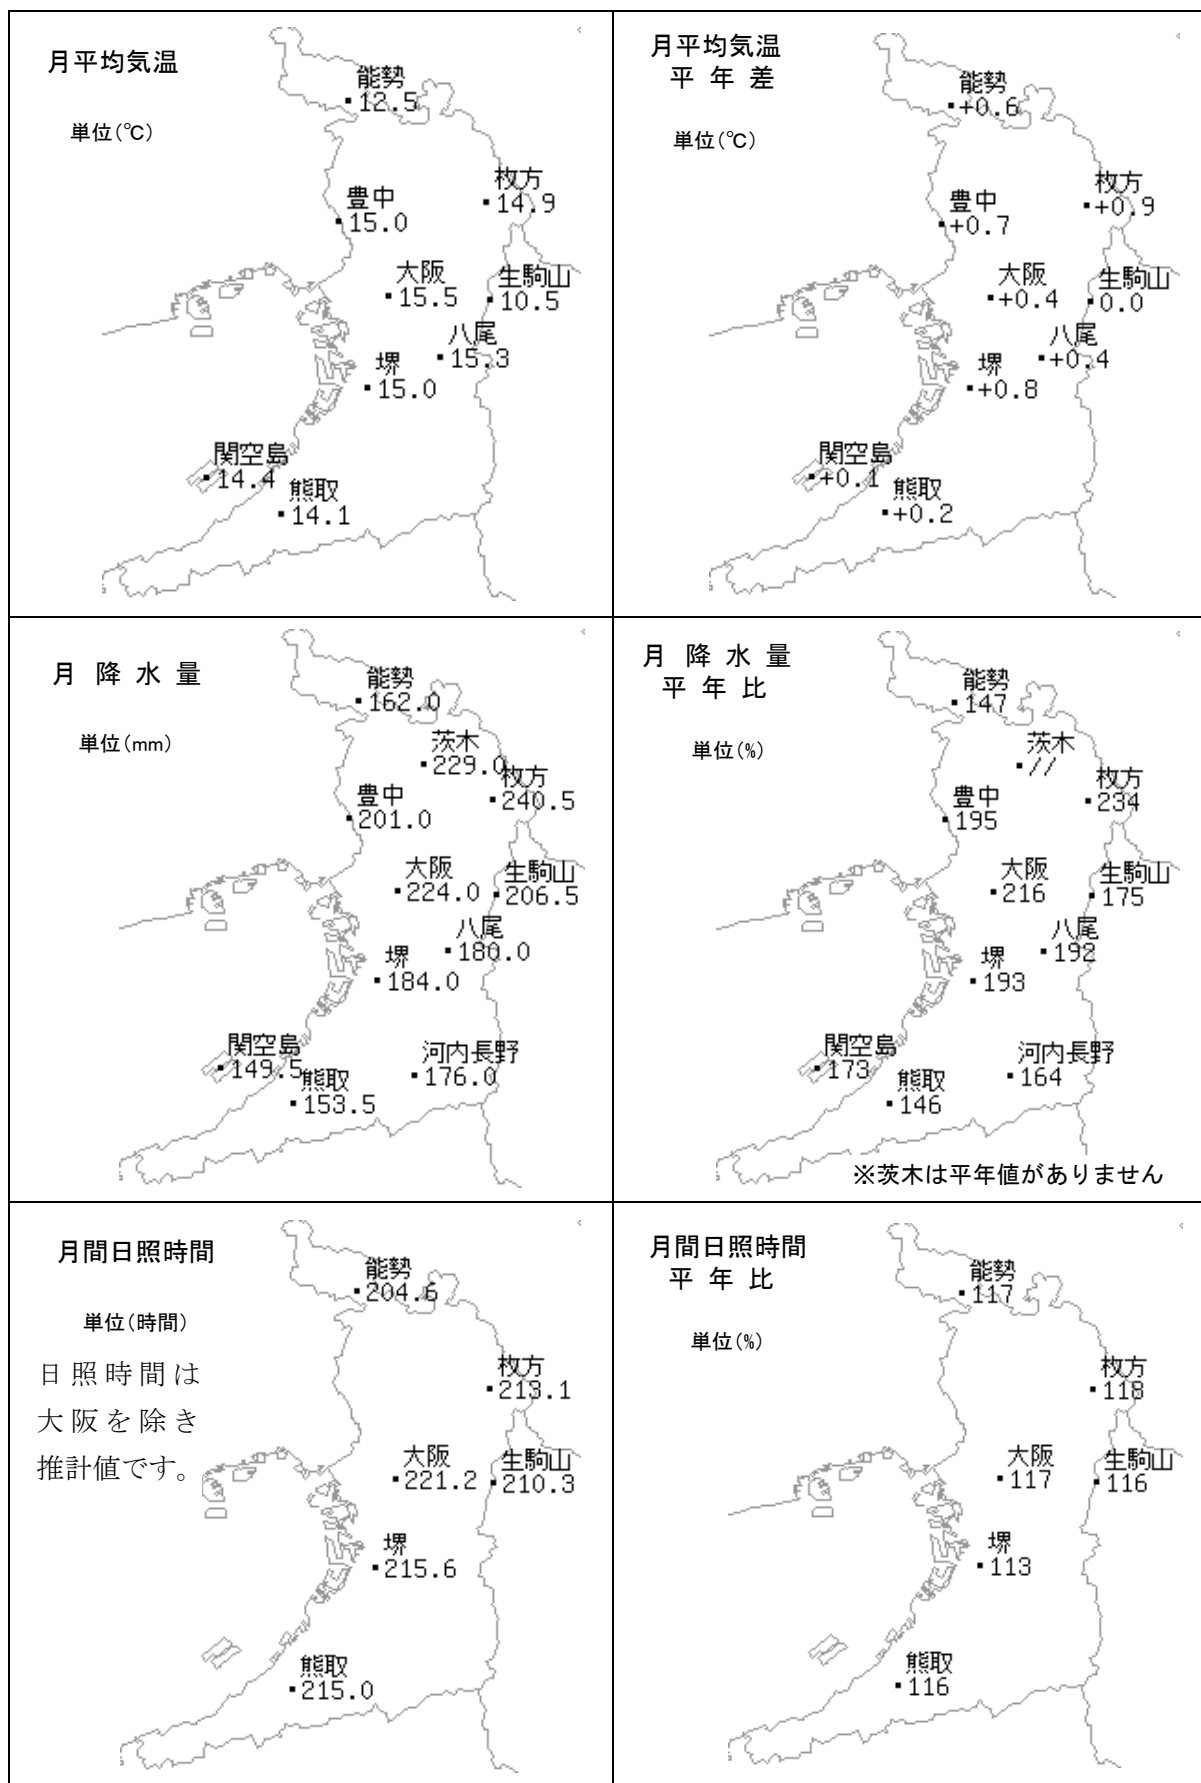 月平均気温
単位(℃)
能勢
12.5
枚方
14.9
豊中
15.0
大阪
15.5
生駒山
10.5
八尾
15.3
堺
15.0
関空島
14.4
熊取
14.1
月平均気温
平年差
単位(℃)
能勢
+0.6
枚方
+0.9
豊中
+0.7
大阪
+0.4
生駒山
0.0
八尾
+0.4
堺
+0.8
関空島
+0.1
熊取
+0.2
月降水量
単位(mm)
能勢
162.0
茨木
229.0
枚方
240.5
豊中
201.0
大阪
224.0
生駒山
206.5
八尾
180.0
堺
184.0
関空島
149.5
河内長野
176.0
熊取
153.5
月降水量
平年比
単位(%)
能勢
147
茨木
//
枚方
234
豊中
195
大阪
216
生駒山
175
八尾
192
堺
193
関空島
173
河内長野
164
熊取
146
※茨木は平年値がありません
月間日照時間
単位(時間)
日照時間は
大阪を除き
推計値です。
能勢
204.6
枚方
213.1
大阪
221.2
生駒山
210.3
堺
215.6
熊取
215.0
月間日照時間
平年比
単位(%)
能勢
117
枚方
118
大阪
117
生駒山
116
堺
113
熊取
116